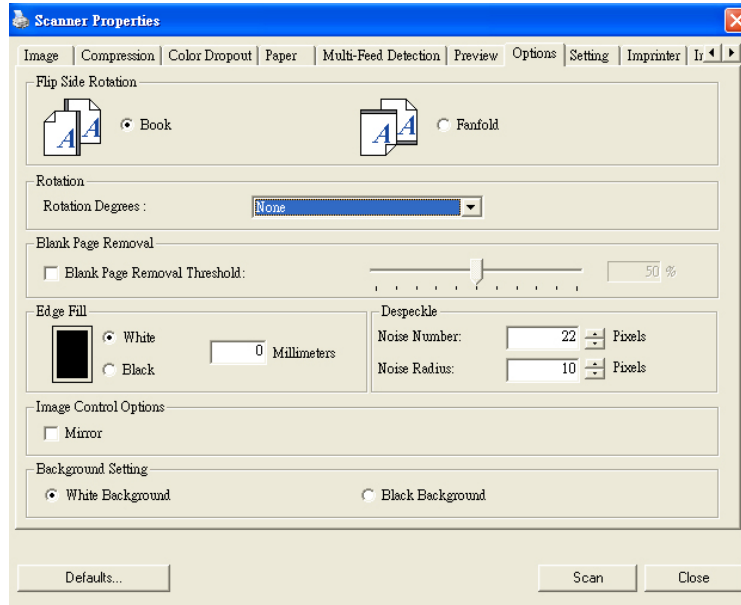 Scanner Properties
Image Compression Color Dropout Paper Multi-Feed Detection Preview Options Setting Imprinter
Flip Side Rotation
A A Book A A Fanfold
Rotation
Rotation Degrees : None
Blank Page Removal
Blank Page Removal Threshold: 50 %
Edge Fill Despeckle
White 0 Millimeters Noise Number: 22 Pixels
Black Noise Radius: 10 Pixels
Image Control Options
Mirror
Background Setting
White Background Black Background
Defaults... Scan Close